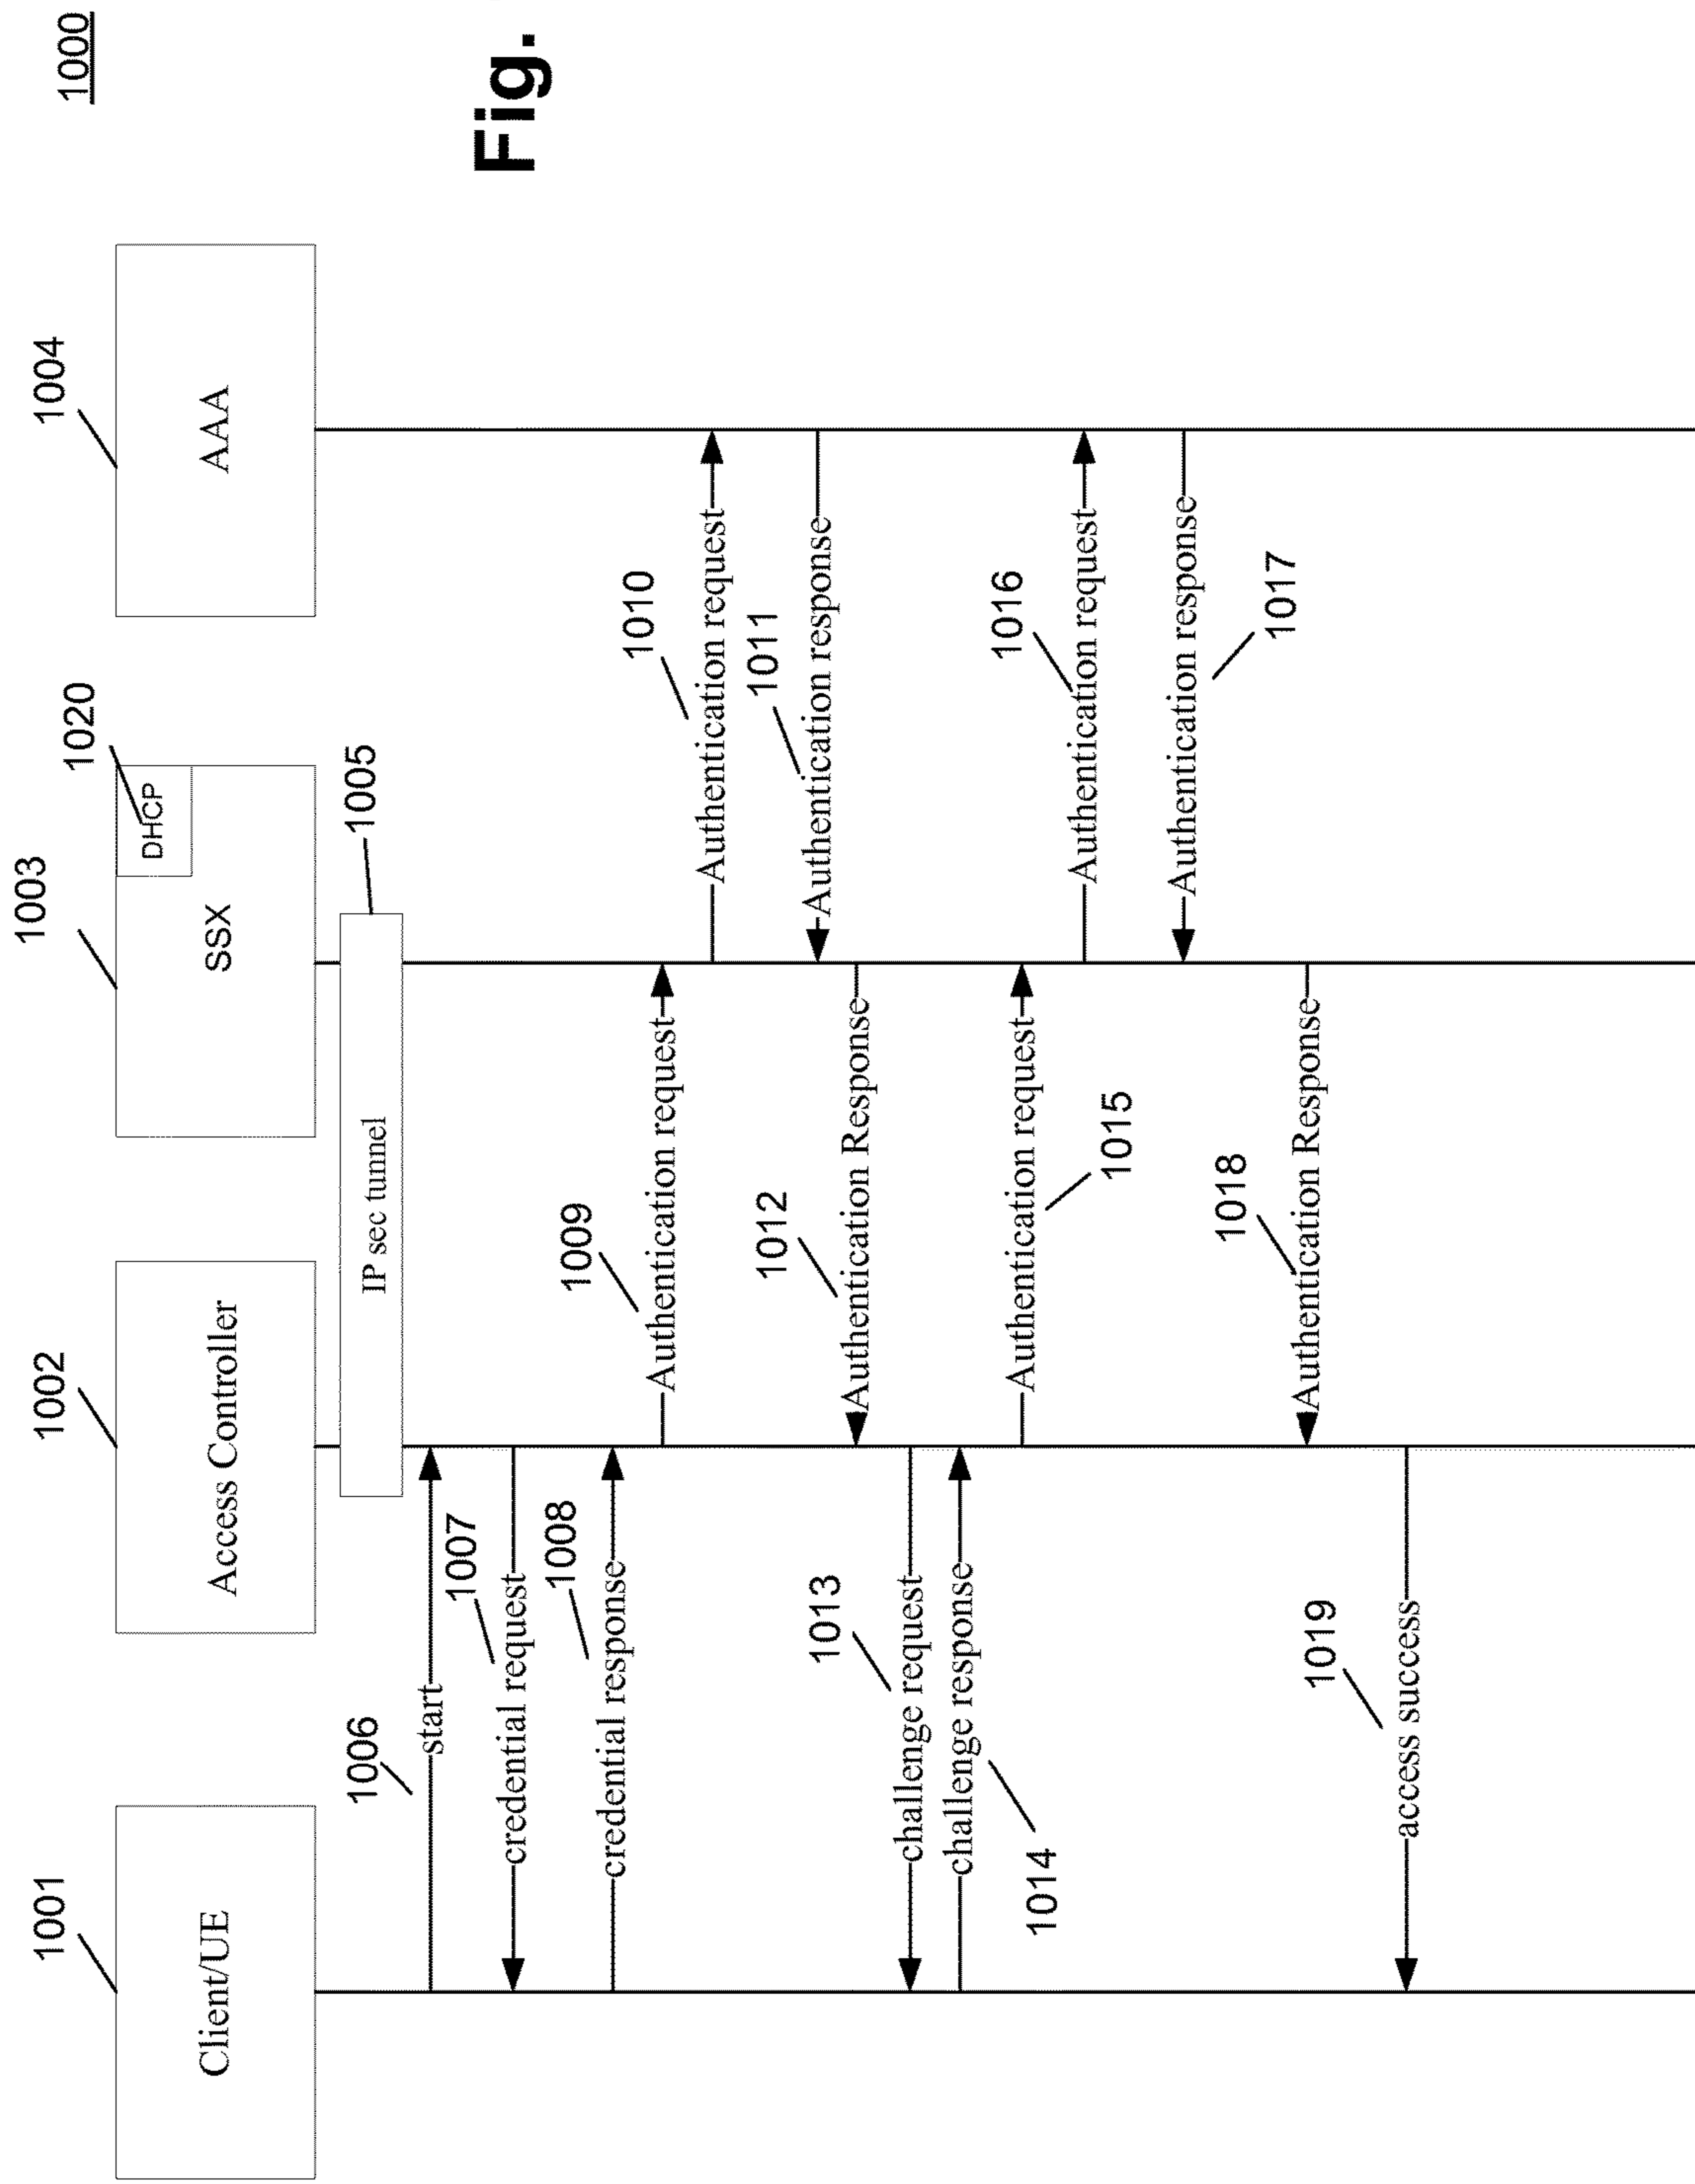 1000
1001
1002
1003
1004
Client/UE
Access Controller
SSX
DHCP
1020
AAA
IP sec tunnel
1005
1006
start
1007
credential request
1008
credential response
1009
Authentication request
1010
Authentication request
1011
Authentication response
1012
Authentication Response
1013
challenge request
challenge response
1014
Authentication request
1015
1016
Authentication request
Authentication response
1017
1018
Authentication Response
1019
access success
Fig.